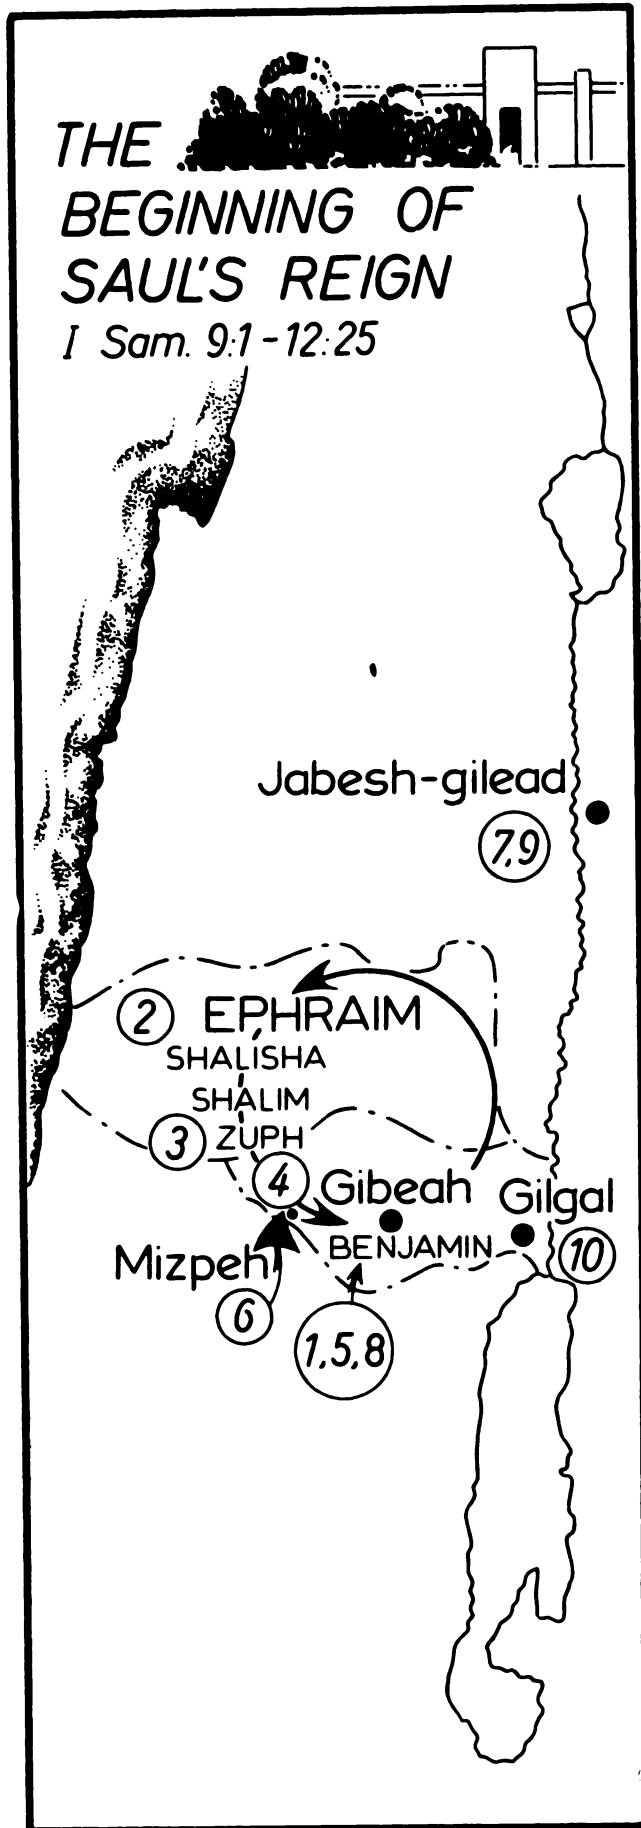 THE
BEGINNING OF
SAUL'S REIGN
I Sam. 9:1-12:25
Jabesh-gilead
7,9
2 EPHRAIM
SHALISHA
SHALIM
3 ZUPH
4 Gibeah Gilgal
BENJAMIN
Mizpeh 10
6
1,5,8